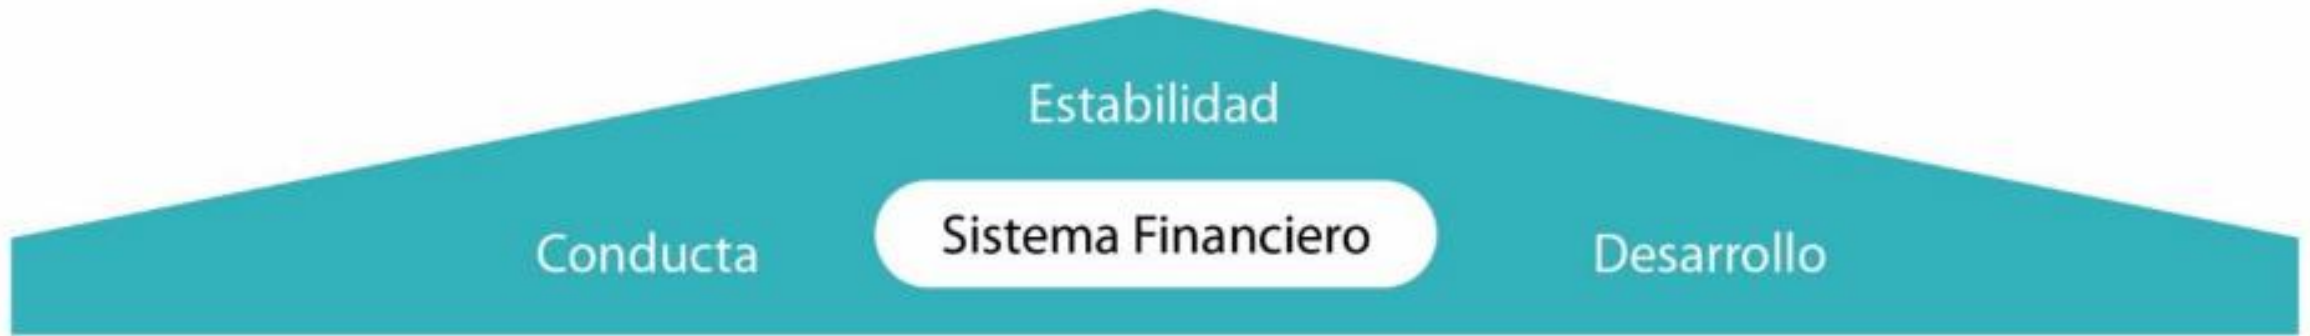 Estabilidad
Sistema Financiero
Conducta
Desarrollo